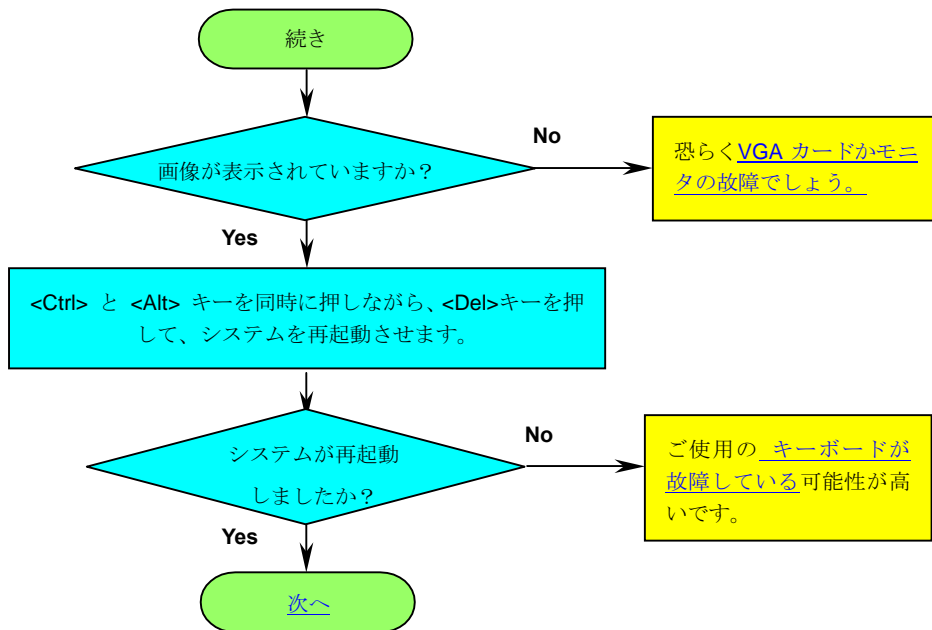 続き
No
画像が表示されていますか？
恐らくVGA カードかモニ
タの故障でしょう。
Yes
<Ctrl> と <Alt> キーを同時に押しながら、<Del>キーを押
して、システムを再起動させます。
システムが再起動
しましたか？
No
ご使用の キーボードが
故障している可能性が高
いです。
Yes
次へ